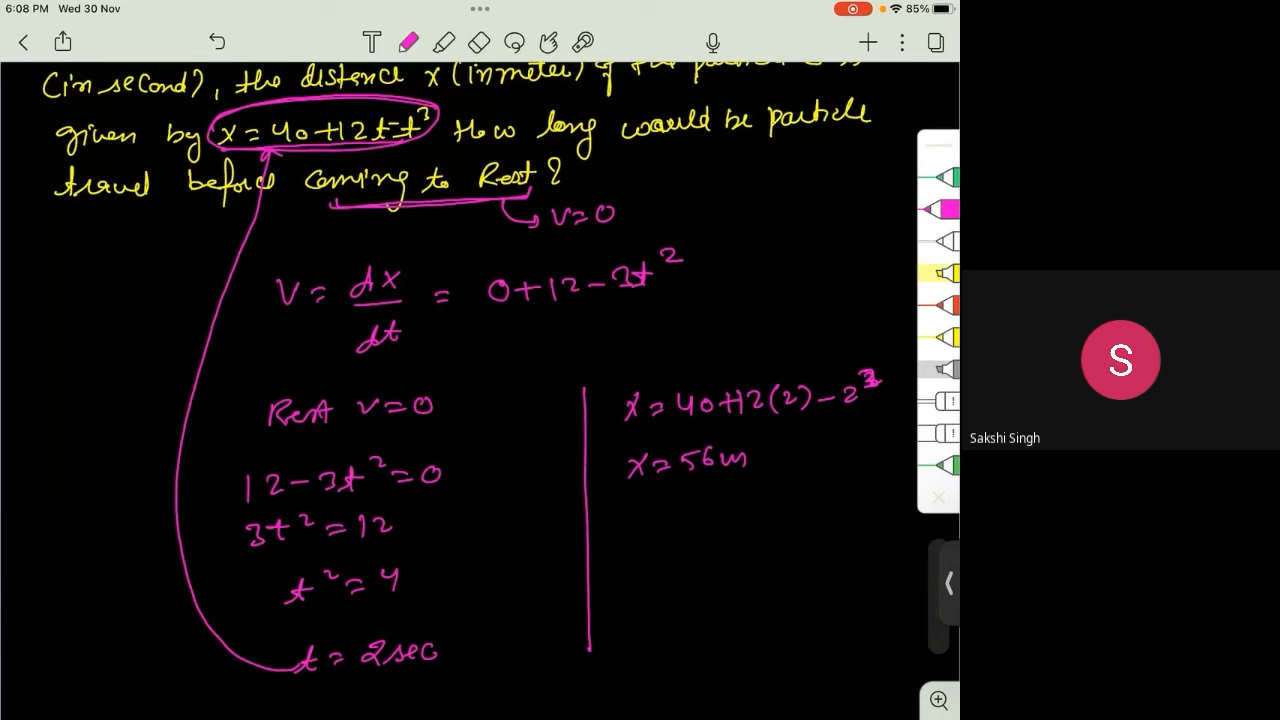 6:08 PM Wed 30 Nov
85%
(in second), the distance x (in meter)
given by x = 40+12t-t³ How long would be particle
travel before coming to Rest?
v=0
V = dx/dt = 0+12-3t²
Rest v=0
12-3t²=0
3t²=12
t²=4
t = 2sec
x=40+12(2)-2³
x=56m
S
Sakshi Singh